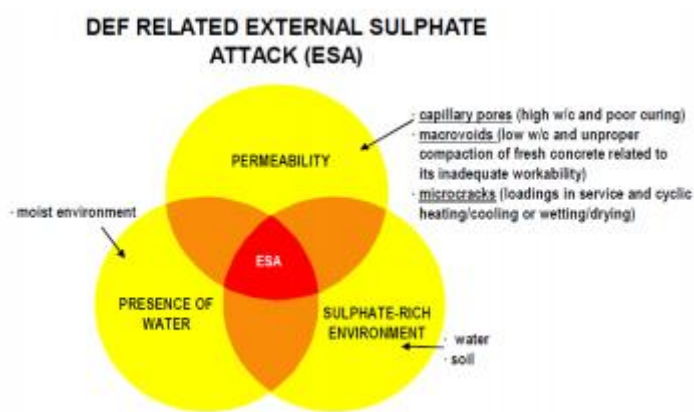 DEF RELATED EXTERNAL SULPHATE
ATTACK (ESA)
· capillary pores (high w/c and poor curing)
· macrovoids (low w/c and unproper
compaction of fresh concrete related to
its inadequate workability)
· microcracks (loadings in service and cyclic
heating/cooling or wetting/drying)
PERMEABILITY
· moist environment
ESA
PRESENCE OF
WATER
SULPHATE-RICH
ENVIRONMENT
· water
· soil